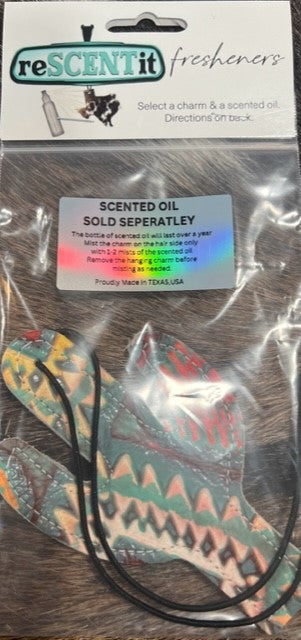 reSCENTit fresheners
Select a charm & a scented oil.
Directions on back.
SCENTED OIL
SOLD SEPERATLEY
The bottle of scented oil will last over a year
Mist the charm on the hair side only
with 1-2 mists of the scented oil.
Remove the hanging charm before
misting as needed.
Proudly Made in TEXAS,USA